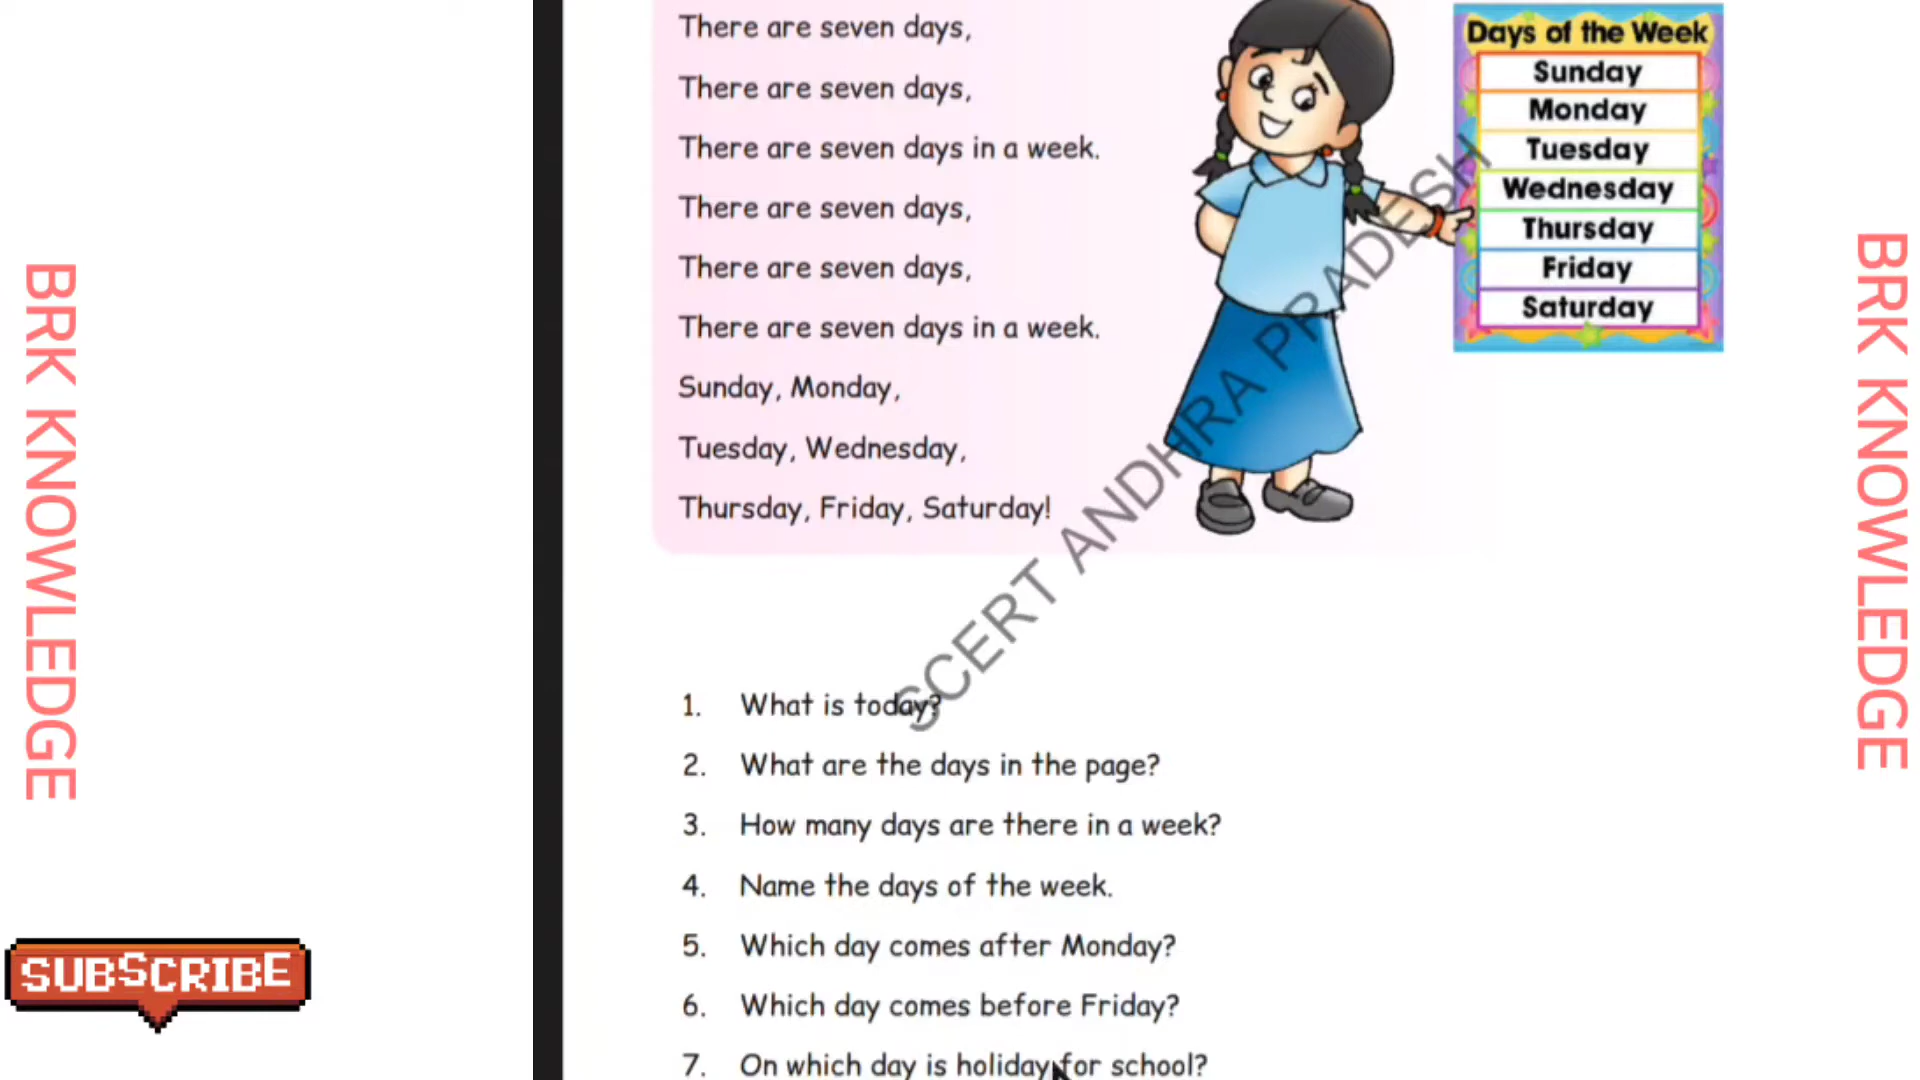 There are seven days,
There are seven days,
There are seven days in a week.
There are seven days,
There are seven days,
There are seven days in a week.
Sunday, Monday,
Tuesday, Wednesday,
Thursday, Friday, Saturday!
Days of the Week
Sunday
Monday
Tuesday
Wednesday
Thursday
Friday
Saturday
SCERT ANDHRA PRADESH
1. What is today?
2. What are the days in the page?
3. How many days are there in a week?
4. Name the days of the week.
5. Which day comes after Monday?
6. Which day comes before Friday?
7. On which day is holiday for school?
BRK KNOWLEDGE
BRK KNOWLEDGE
SUBSCRIBE